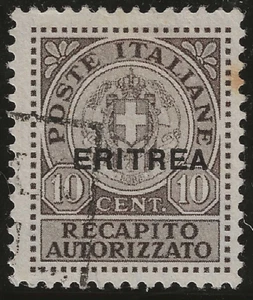 POSTE ITALIANE
ERITREA
10 10
CENT.
RECAPITO
AUTORIZZATO